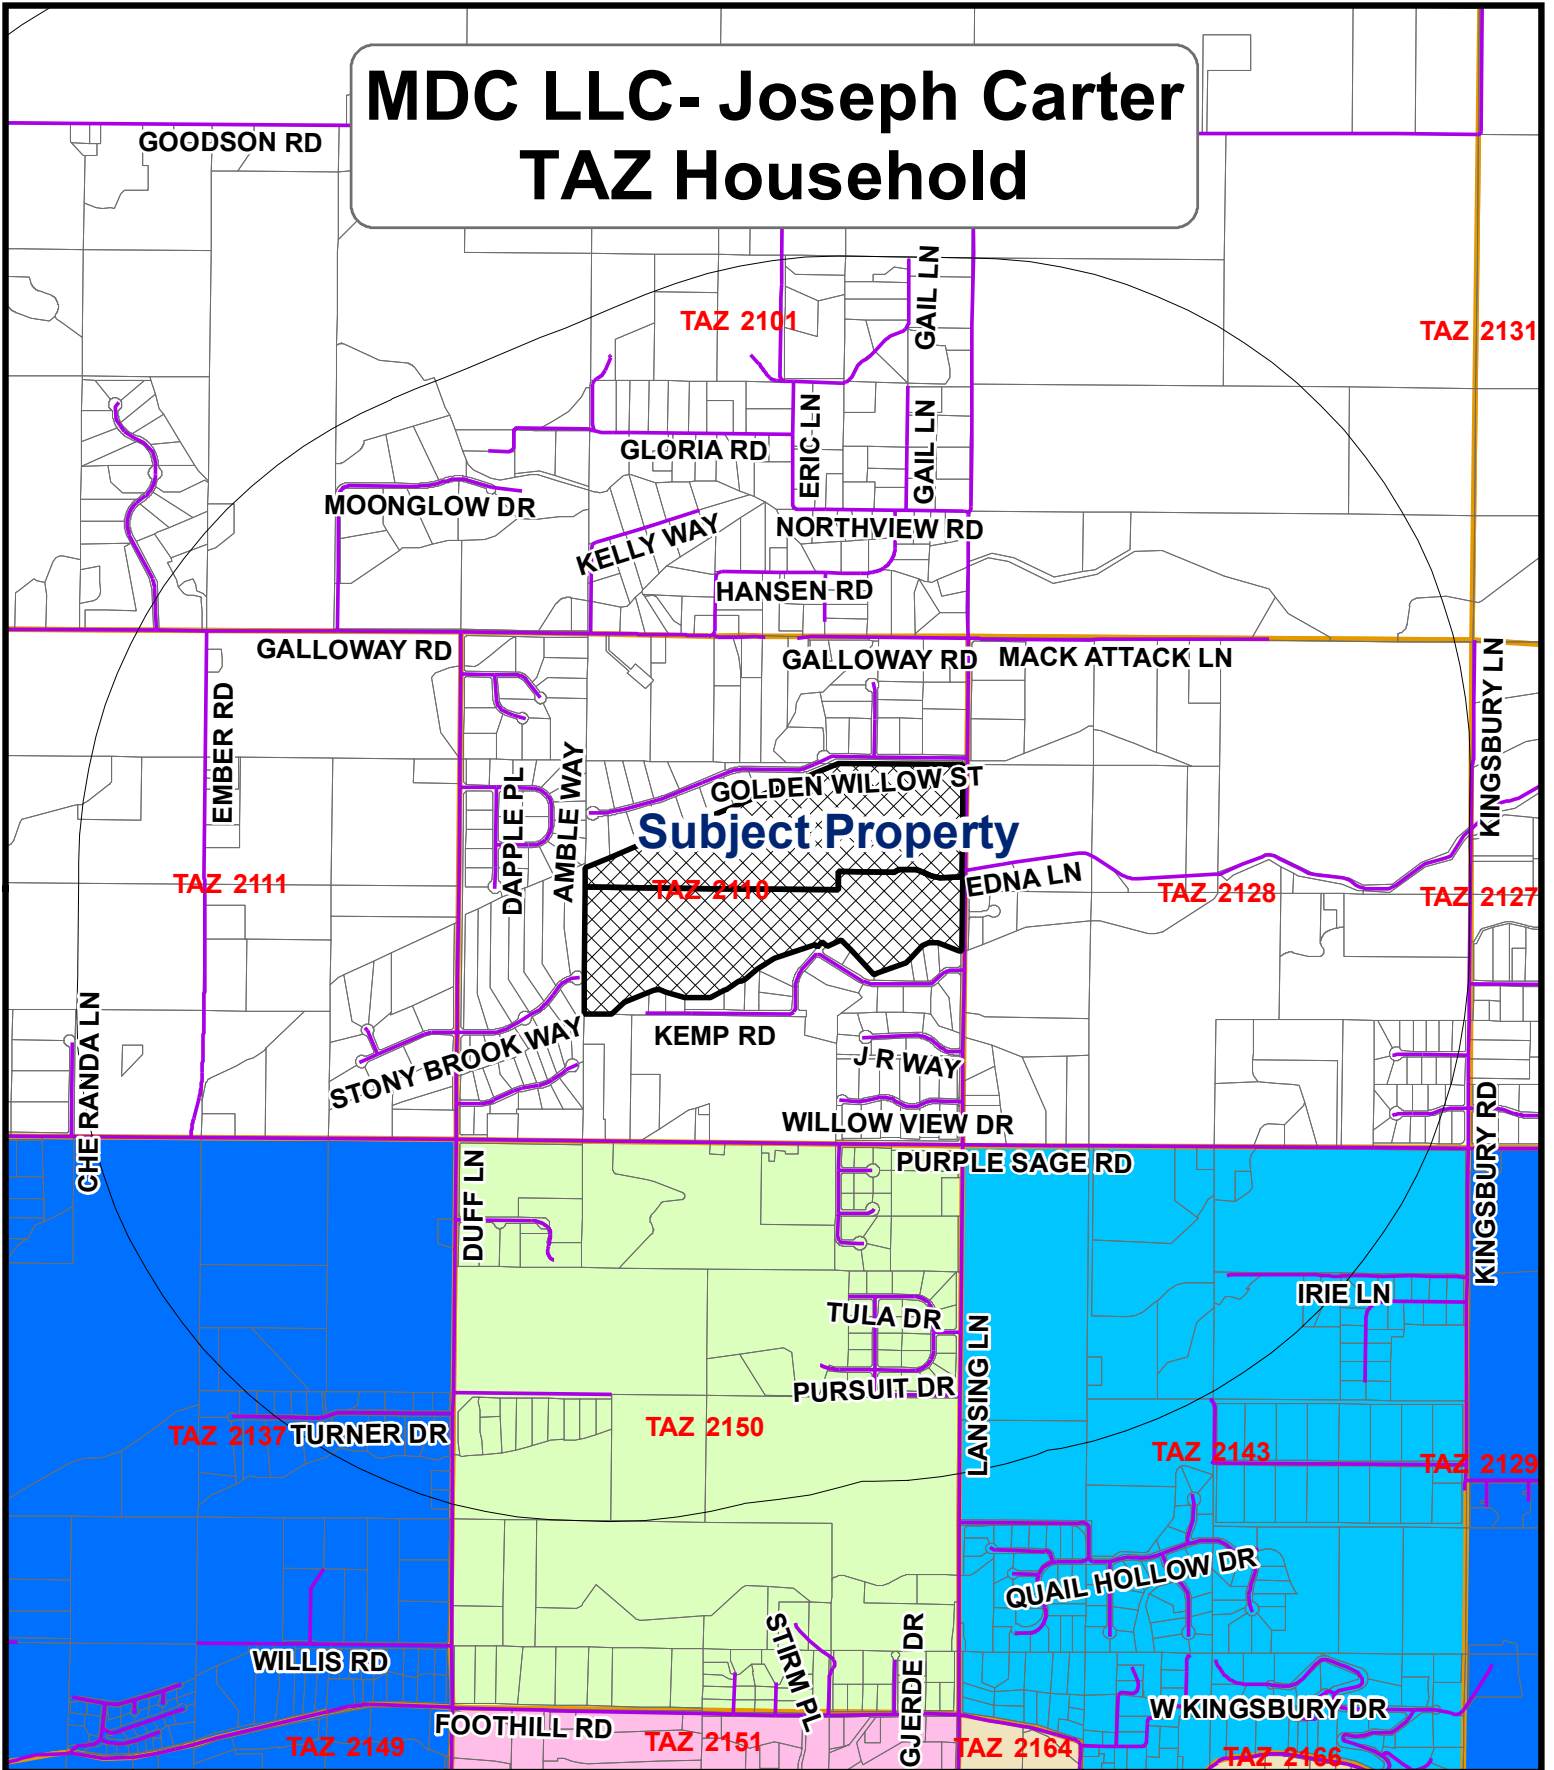 MDC LLC- Joseph Carter
TAZ Household
GOODSON RD
GAIL LN
TAZ 2101
TAZ 2131
ERIC LN
GAIL LN
GLORIA RD
MOONGLOW DR
KELLY WAY
NORTHVIEW RD
HANSEN RD
GALLOWAY RD
GALLOWAY RD
MACK ATTACK LN
KINGSBURY LN
EMBER RD
DAPPLE PL
AMBLE WAY
GOLDEN WILLOW ST
Subject Property
TAZ 2111
TAZ 2110
EDNA LN
TAZ 2128
TAZ 2127
CHE RANDA LN
STONY BROOK WAY
KEMP RD
J R WAY
WILLOW VIEW DR
PURPLE SAGE RD
KINGSBURY RD
DUFF LN
IRIE LN
TULA DR
PURSUIT DR
LANSING LN
TAZ 2137
TURNER DR
TAZ 2150
TAZ 2143
TAZ 2129
QUAIL HOLLOW DR
WILLIS RD
STIRM PL
GJERDE DR
W KINGSBURY DR
FOOTHILL RD
TAZ 2149
TAZ 2151
TAZ 2164
TAZ 2166